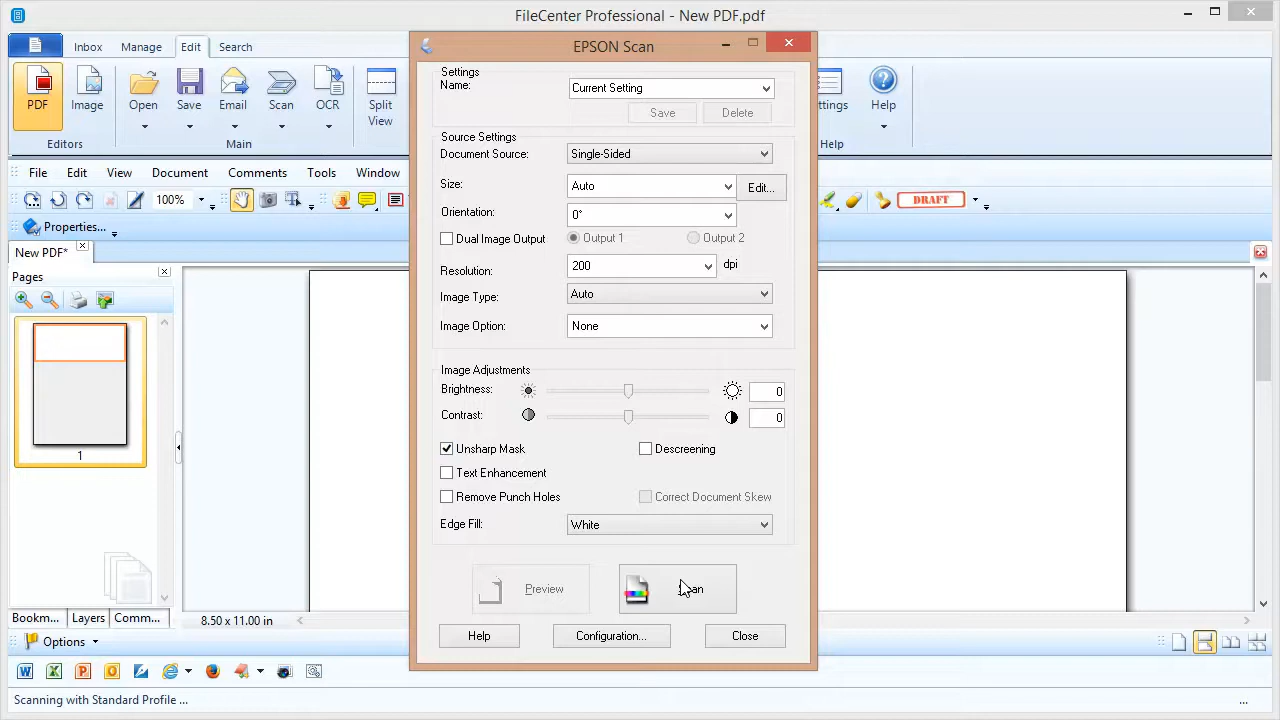 FileCenter Professional - New PDF.pdf
Inbox Manage Edit Search
PDF Image Open Save Email Scan OCR Split View Help
Editors Main Help
File Edit View Document Comments Tools Window
100% DRAFT
Properties...
New PDF*
Pages
1
Bookm... Layers Comm...
8.50 x 11.00 in
Options
Scanning with Standard Profile ...
EPSON Scan
Settings
Name: Current Setting
Save Delete
Source Settings
Document Source: Single-Sided
Size: Auto Edit...
Orientation: 0°
Dual Image Output Output 1 Output 2
Resolution: 200 dpi
Image Type: Auto
Image Option: None
Image Adjustments
Brightness: 0
Contrast: 0
Unsharp Mask Descreening
Text Enhancement
Remove Punch Holes Correct Document Skew
Edge Fill: White
Preview
Help Configuration... Close